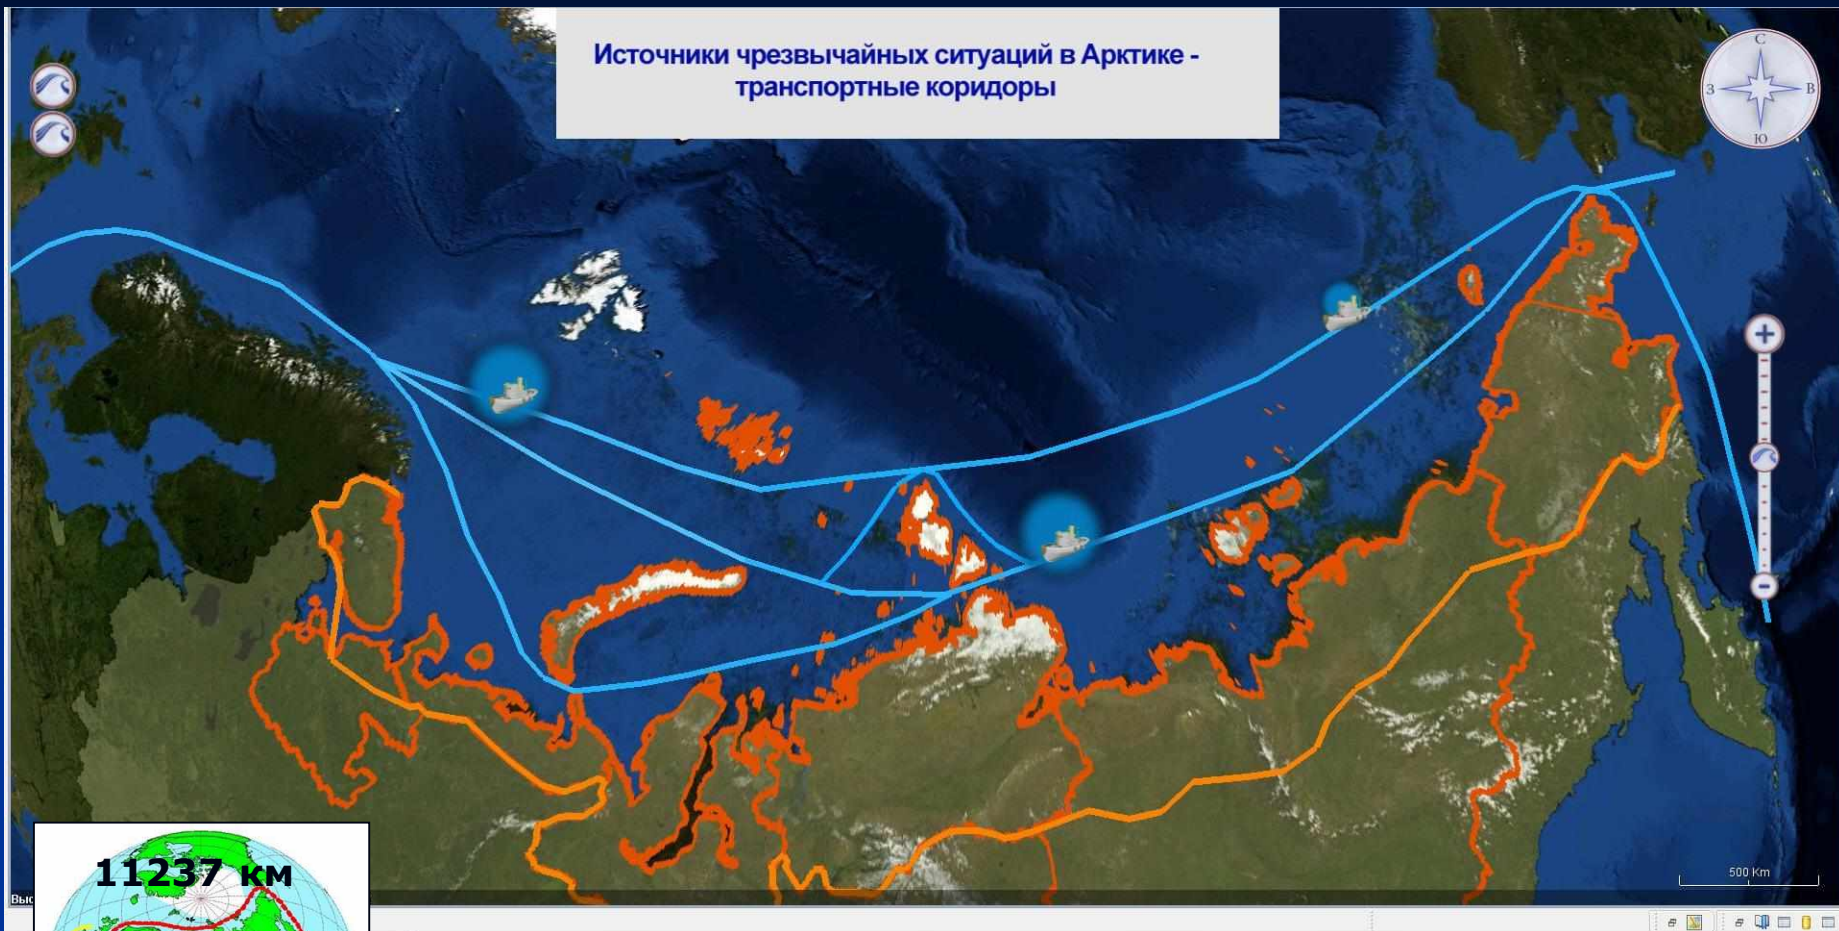 Источники чрезвычайных ситуаций в Арктике -
транспортные коридоры
С
З
В
Ю
500 Km
11237 км